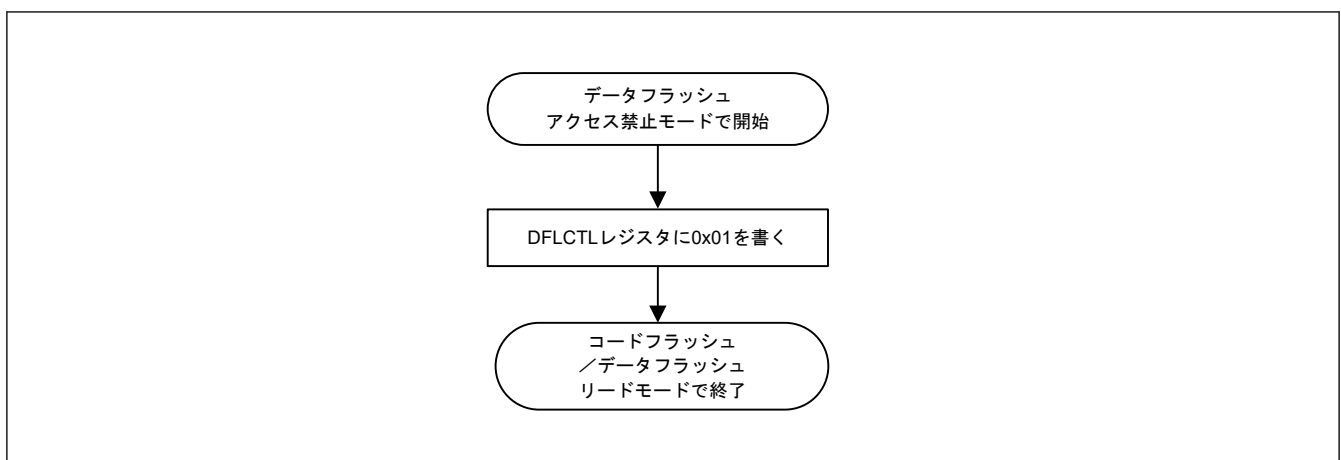 データフラッシュ
アクセス禁止モードで開始
DFLCTLレジスタに0x01を書く
コードフラッシュ
／データフラッシュ
リードモードで終了